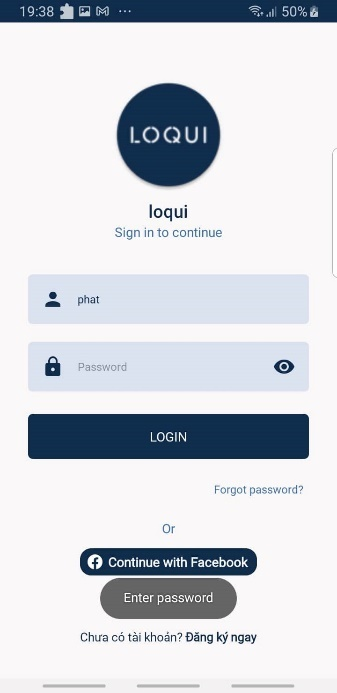 19:38 50%
LOQUI
loqui
Sign in to continue
phat
Password
LOGIN
Forgot password?
Or
Continue with Facebook
Enter password
Chưa có tài khoản? Đăng ký ngay